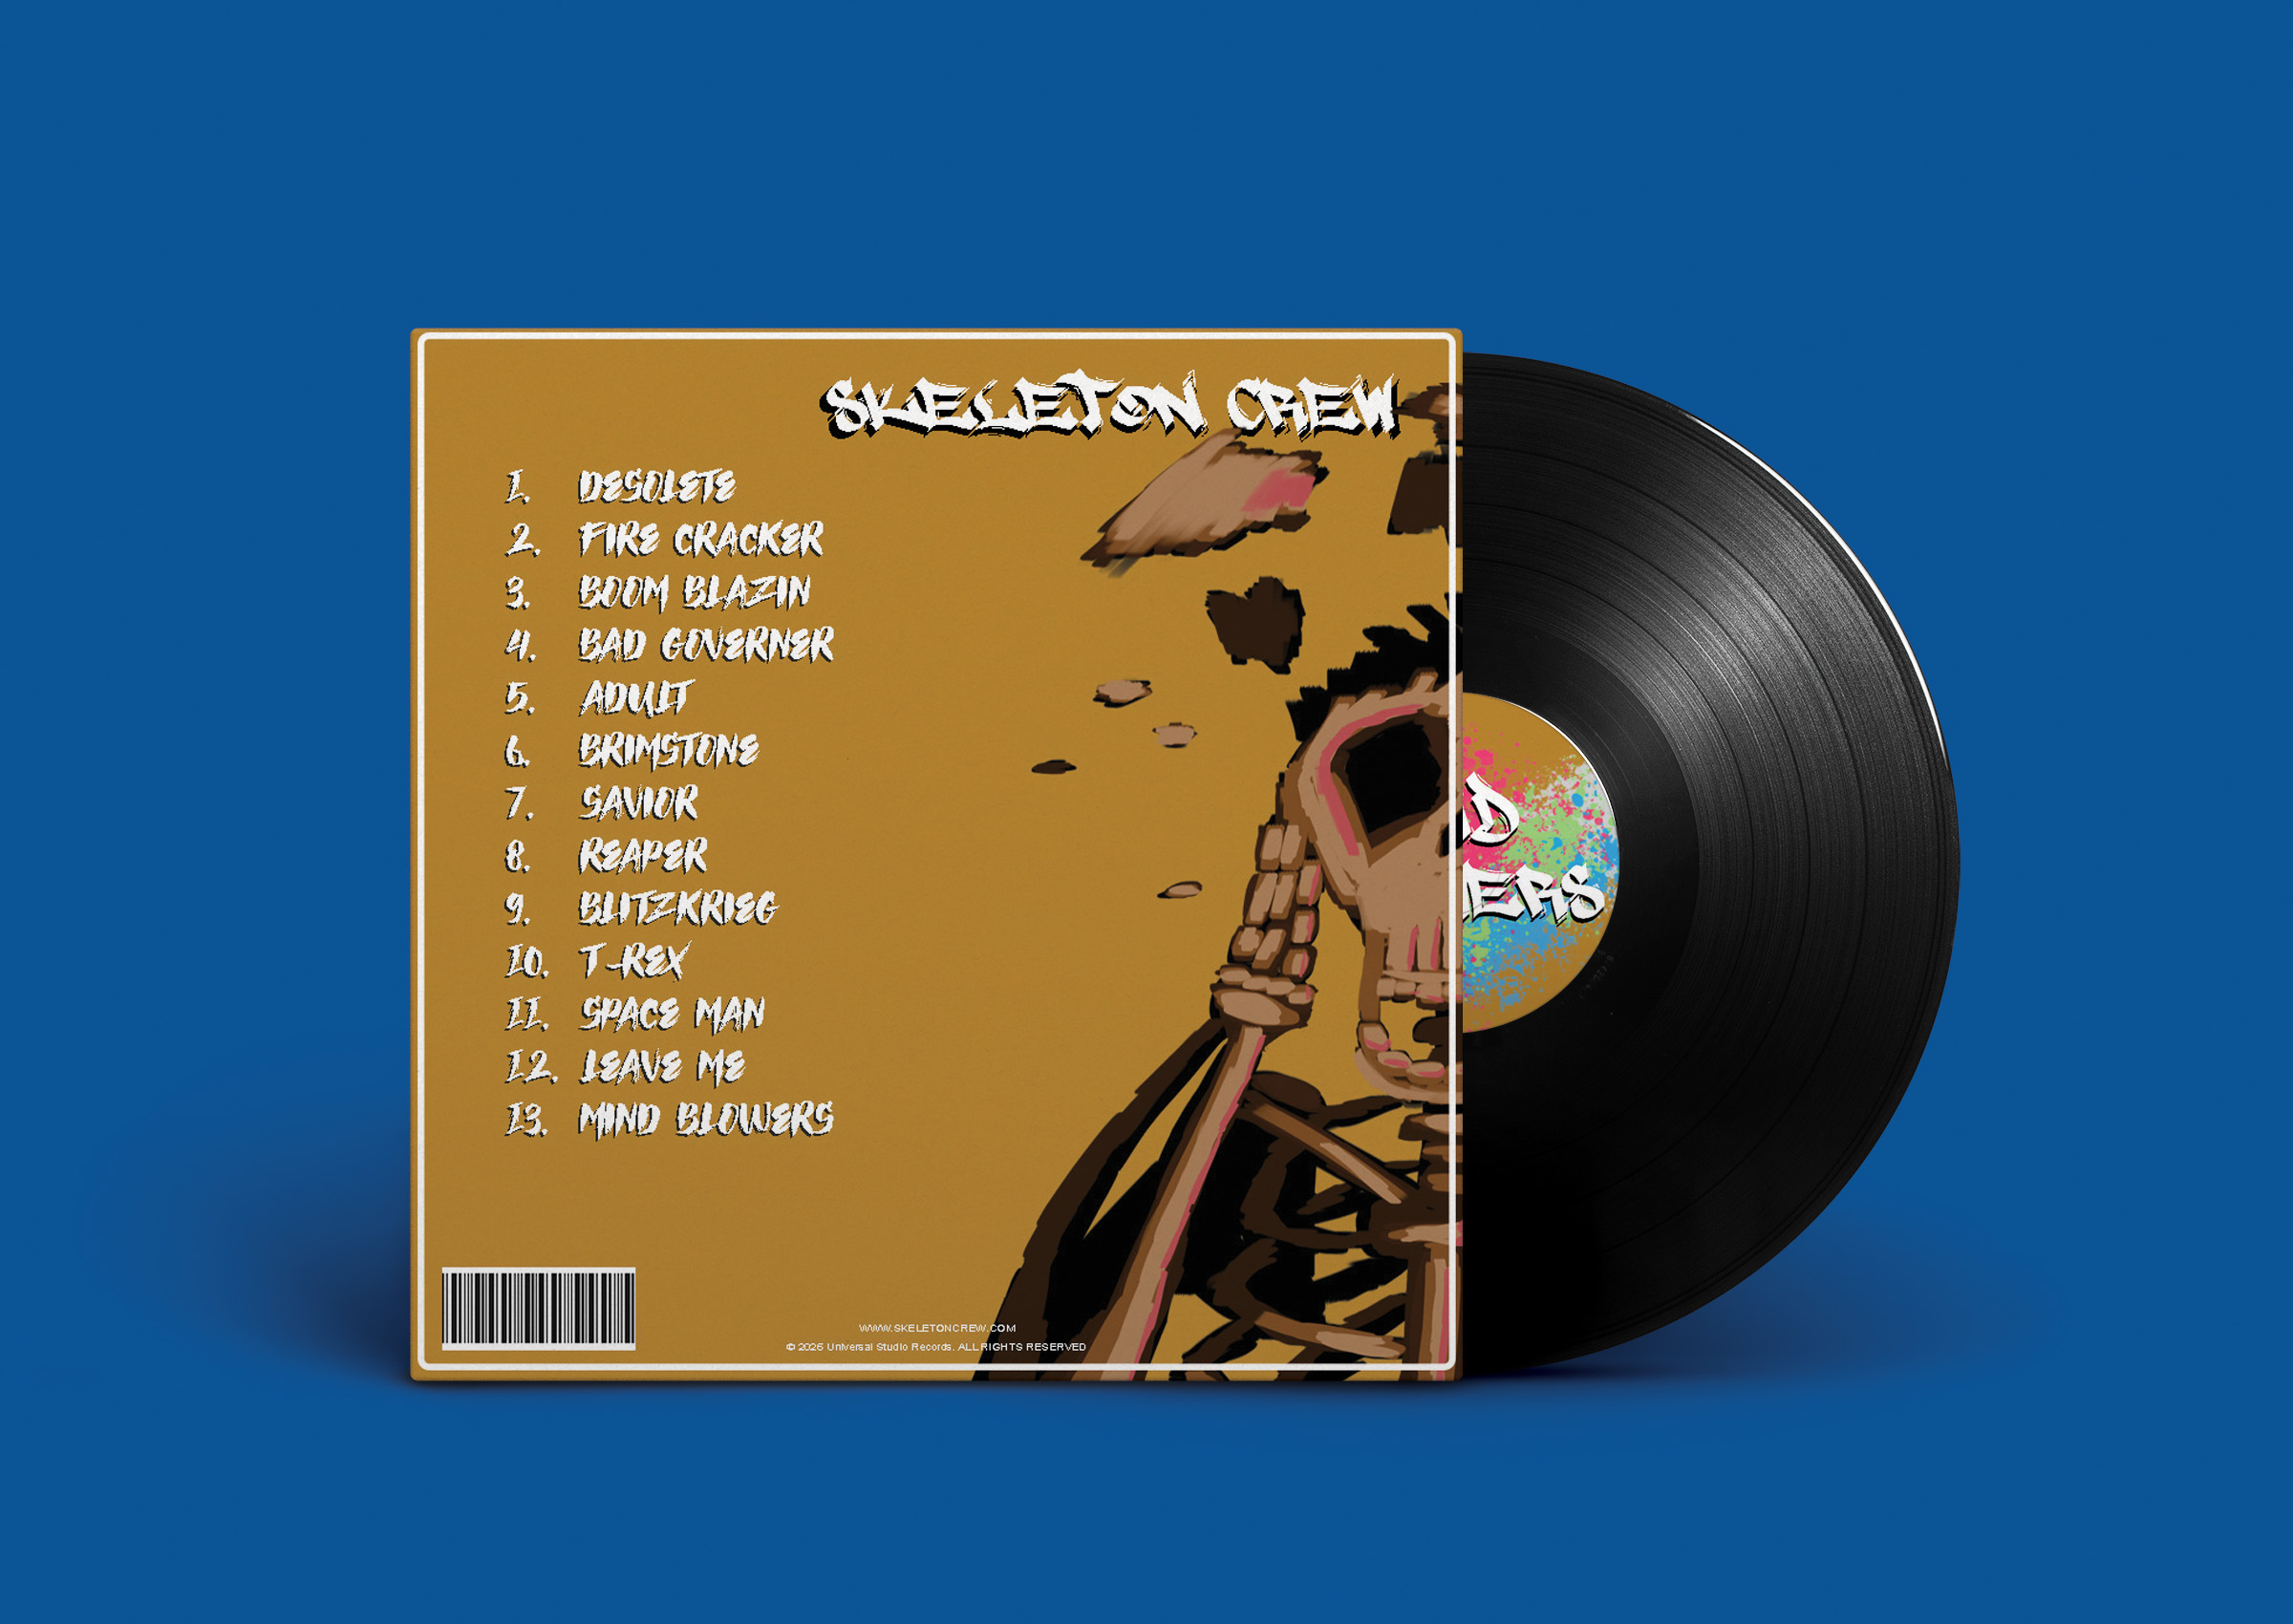 SKELETON CREW
1. DESOLETE
2. FIRE CRACKER
3. BOOM BLAZIN
4. BAD GOVERNER
5. ADULT
6. BRIMSTONE
7. SAVIOR
8. REAPER
9. BLITZKRIEG
10. T-REX
11. SPACE MAN
12. LEAVE ME
13. MIND BLOWERS
WWW.SKELETONCREW.COM
© 2025 Universal Studio Records. ALL RIGHTS RESERVED
D
ERS